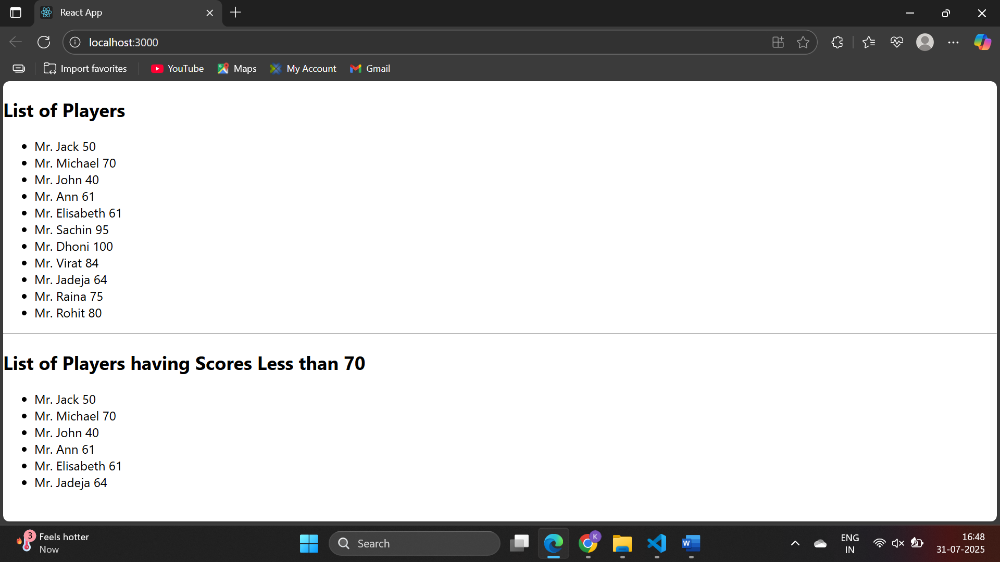 React App
localhost:3000
Import favorites YouTube Maps My Account Gmail
List of Players
Mr. Jack 50
Mr. Michael 70
Mr. John 40
Mr. Ann 61
Mr. Elisabeth 61
Mr. Sachin 95
Mr. Dhoni 100
Mr. Virat 84
Mr. Jadeja 64
Mr. Raina 75
Mr. Rohit 80
List of Players having Scores Less than 70
Mr. Jack 50
Mr. Michael 70
Mr. John 40
Mr. Ann 61
Mr. Elisabeth 61
Mr. Jadeja 64
3
Feels hotter
Now
Search
K
W
ENG
IN
16:48
31-07-2025